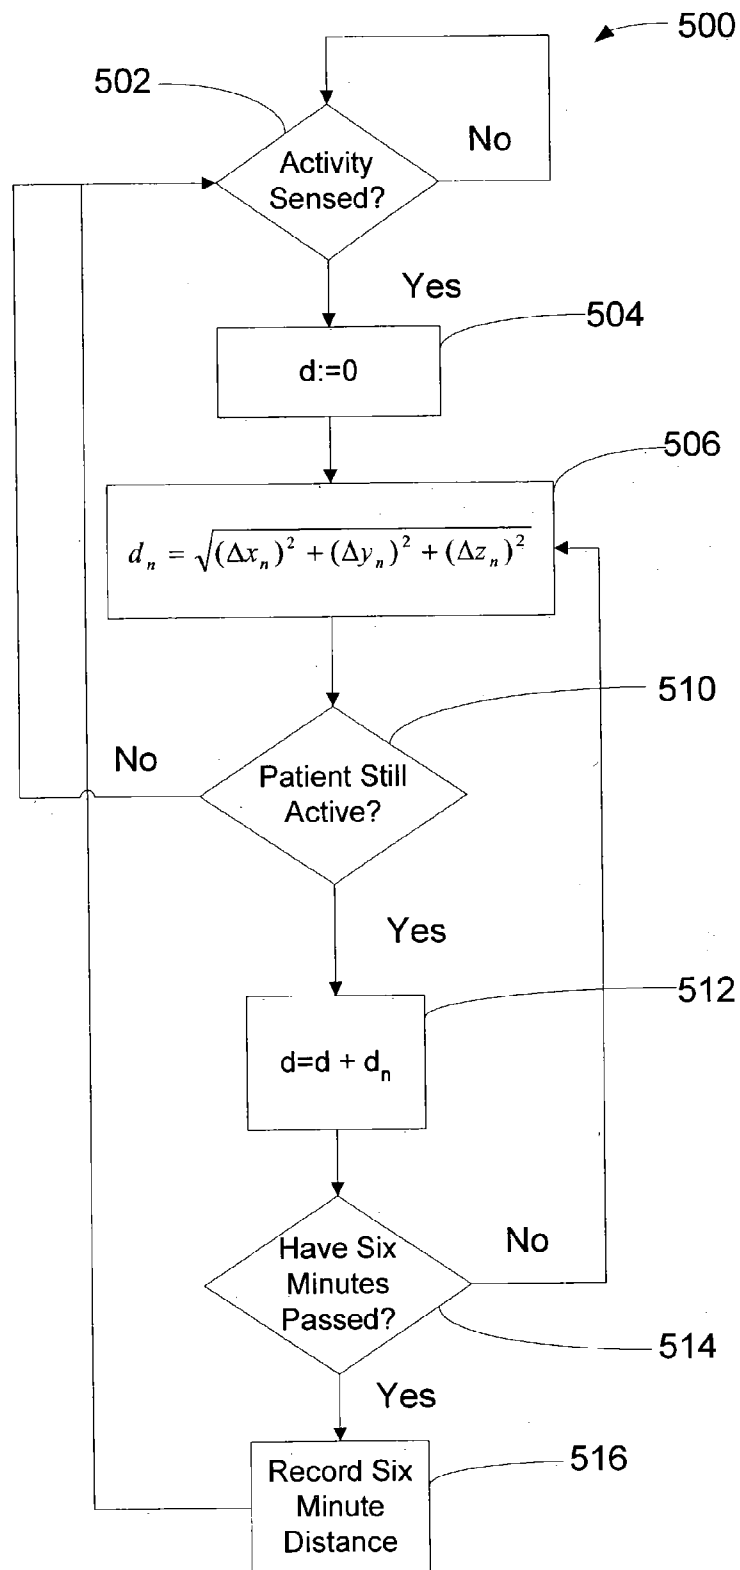 500
502
Activity
Sensed?
No
Yes
504
d:=0
506
d_n = √((Δx_n)² + (Δy_n)² + (Δz_n)²)
510
No
Patient Still
Active?
Yes
512
d=d + d_n
No
Have Six
Minutes
Passed?
514
Yes
516
Record Six
Minute
Distance